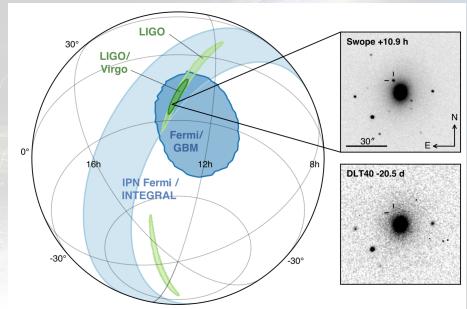 LIGO
LIGO/
Virgo
Fermi/
GBM
IPN Fermi /
INTEGRAL
30°
0°
-30°
-30°
16h
12h
8h
Swope +10.9 h
30"
N
E
DLT40 -20.5 d